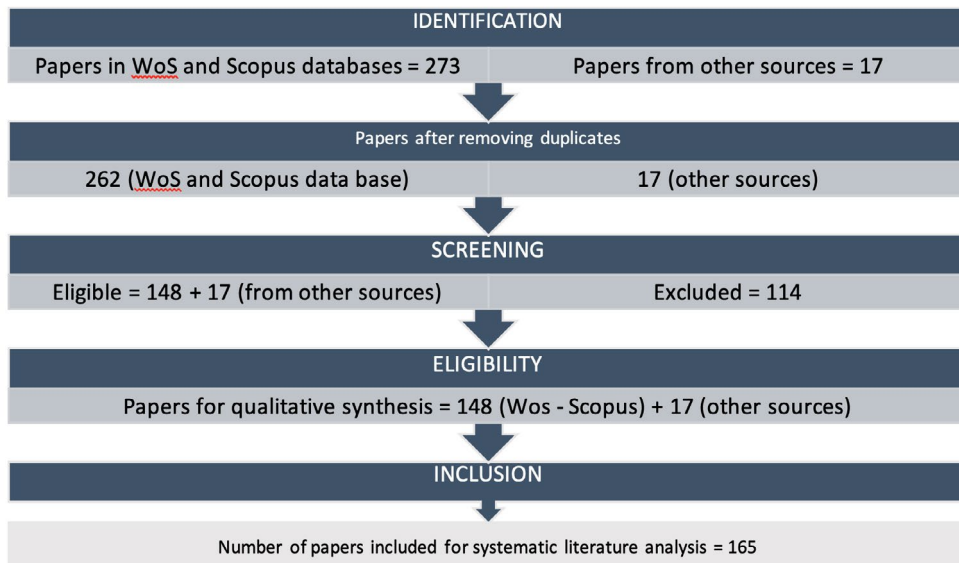 IDENTIFICATION
Papers in WoS and Scopus databases = 273
Papers from other sources = 17
Papers after removing duplicates
262 (WoS and Scopus data base)
17 (other sources)
SCREENING
Eligible = 148 + 17 (from other sources)
Excluded = 114
ELIGIBILITY
Papers for qualitative synthesis = 148 (Wos - Scopus) + 17 (other sources)
INCLUSION
Number of papers included for systematic literature analysis = 165